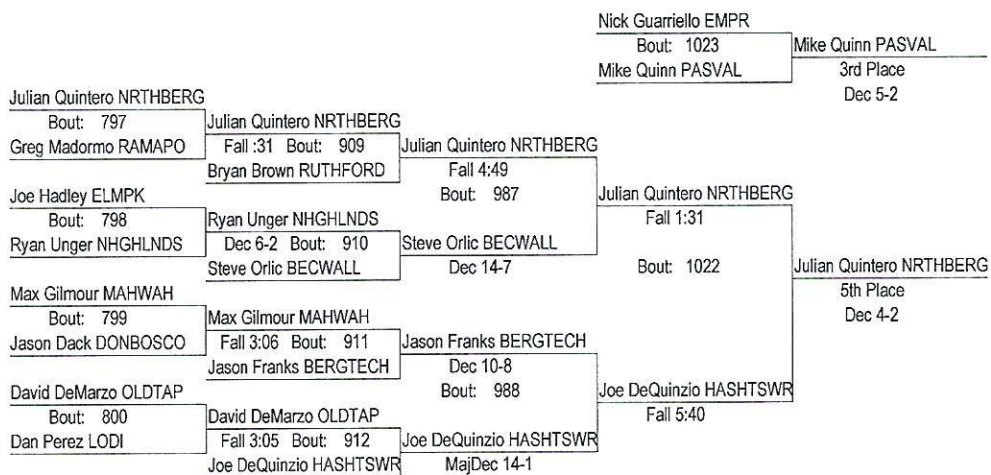 Nick Guarriello EMPR
Bout: 1023
Mike Quinn PASVAL
Mike Quinn PASVAL
3rd Place
Dec 5-2
Julian Quintero NRTHBERG
Bout: 797
Greg Madormo RAMAPO
Julian Quintero NRTHBERG
Fall :31 Bout: 909
Bryan Brown RUTHFORD
Julian Quintero NRTHBERG
Fall 4:49
Bout: 987
Joe Hadley ELMPK
Bout: 798
Ryan Unger NHGHLNDS
Ryan Unger NHGHLNDS
Dec 6-2 Bout: 910
Steve Orlic BECWALL
Steve Orlic BECWALL
Dec 14-7
Julian Quintero NRTHBERG
Fall 1:31
Bout: 1022
Julian Quintero NRTHBERG
5th Place
Dec 4-2
Max Gilmour MAHWAH
Bout: 799
Jason Dack DONBOSCO
Max Gilmour MAHWAH
Fall 3:06 Bout: 911
Jason Franks BERGTECH
Jason Franks BERGTECH
Dec 10-8
Bout: 988
David DeMarzo OLDTAP
Bout: 800
Dan Perez LODI
David DeMarzo OLDTAP
Fall 3:05 Bout: 912
Joe DeQuinzio HASHTSWR
Joe DeQuinzio HASHTSWR
MajDec 14-1
Joe DeQuinzio HASHTSWR
Fall 5:40